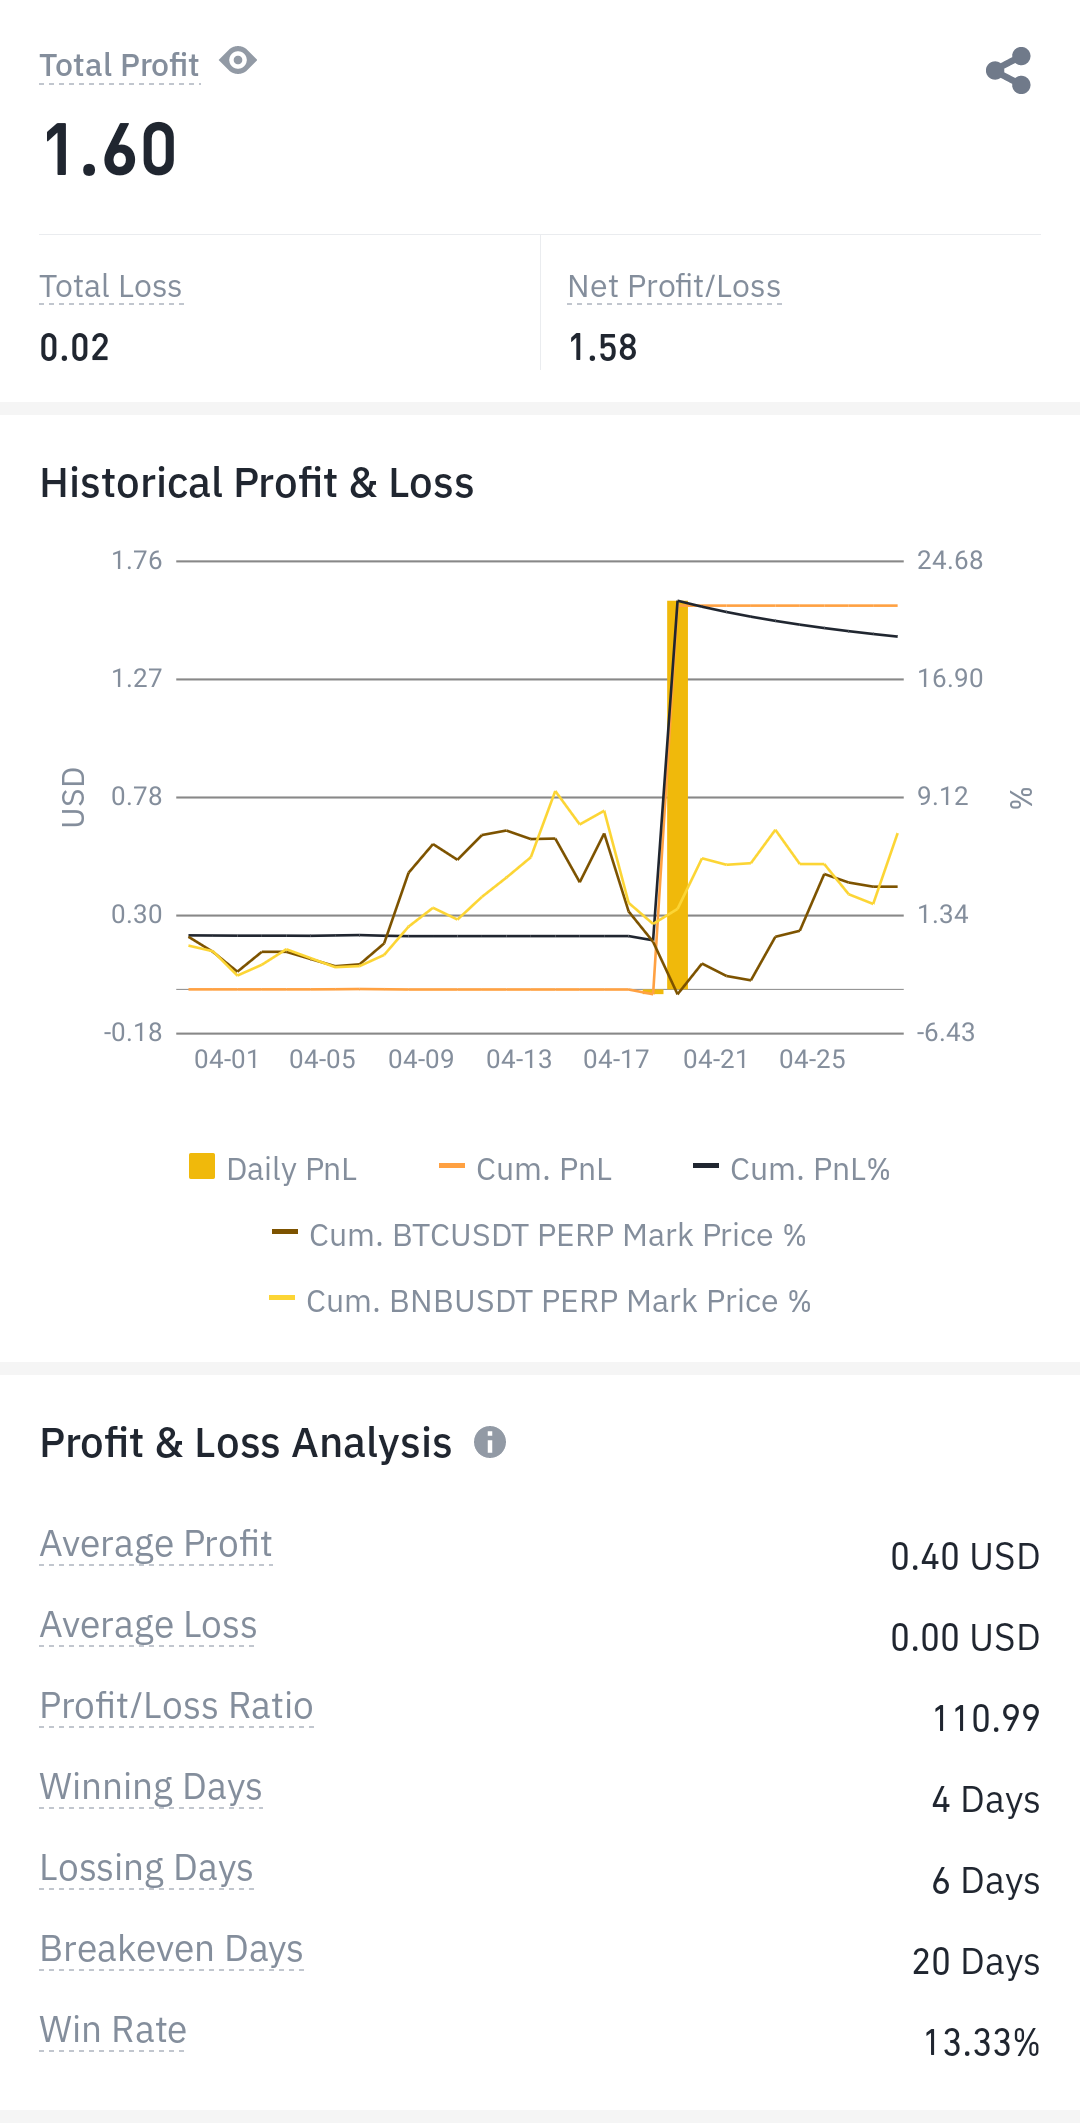 Total Profit
1.60
Total Loss
Net Profit/Loss
0.02
1.58
Historical Profit & Loss
1.76
24.68
1.27
16.90
USD
0.78
9.12
%
0.30
1.34
-0.18
-6.43
04-01 04-05 04-09 04-13 04-17 04-21 04-25
Daily PnL
Cum. PnL
Cum. PnL%
Cum. BTCUSDT PERP Mark Price %
Cum. BNBUSDT PERP Mark Price %
Profit & Loss Analysis
Average Profit
0.40 USD
Average Loss
0.00 USD
Profit/Loss Ratio
110.99
Winning Days
4 Days
Lossing Days
6 Days
Breakeven Days
20 Days
Win Rate
13.33%